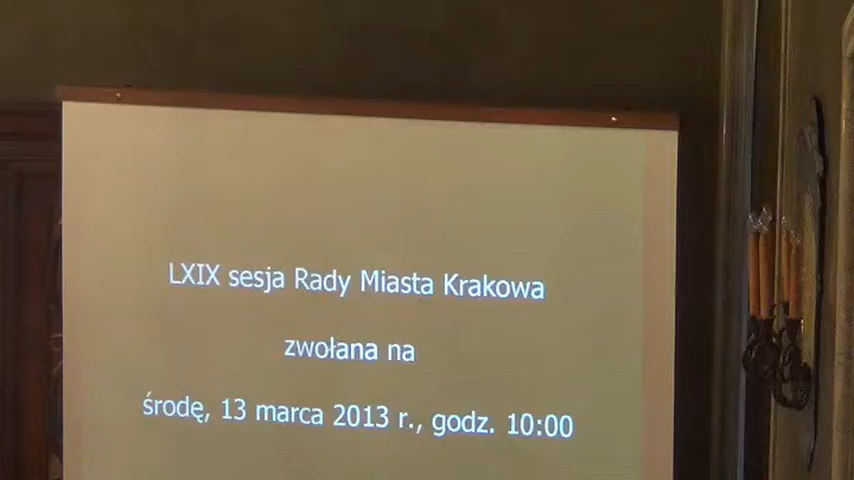 LXIX sesja Rady Miasta Krakowa
zwołana na
środę, 13 marca 2013 r., godz. 10:00